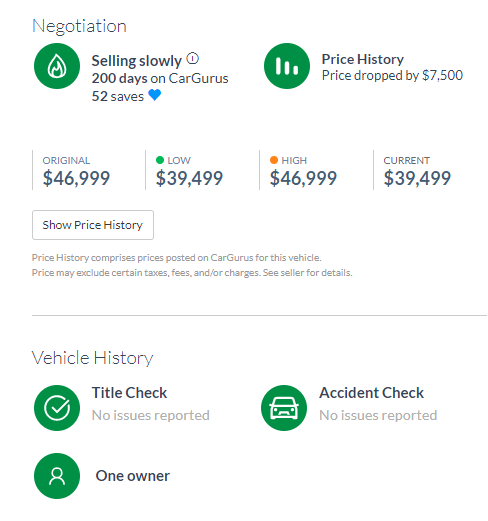 Negotiation
Selling slowly
200 days on CarGurus
52 saves
Price History
Price dropped by $7,500
ORIGINAL
$46,999
LOW
$39,499
HIGH
$46,999
CURRENT
$39,499
Show Price History
Price History comprises prices posted on CarGurus for this vehicle.
Price may exclude certain taxes, fees, and/or charges. See seller for details.
Vehicle History
Title Check
No issues reported
Accident Check
No issues reported
One owner